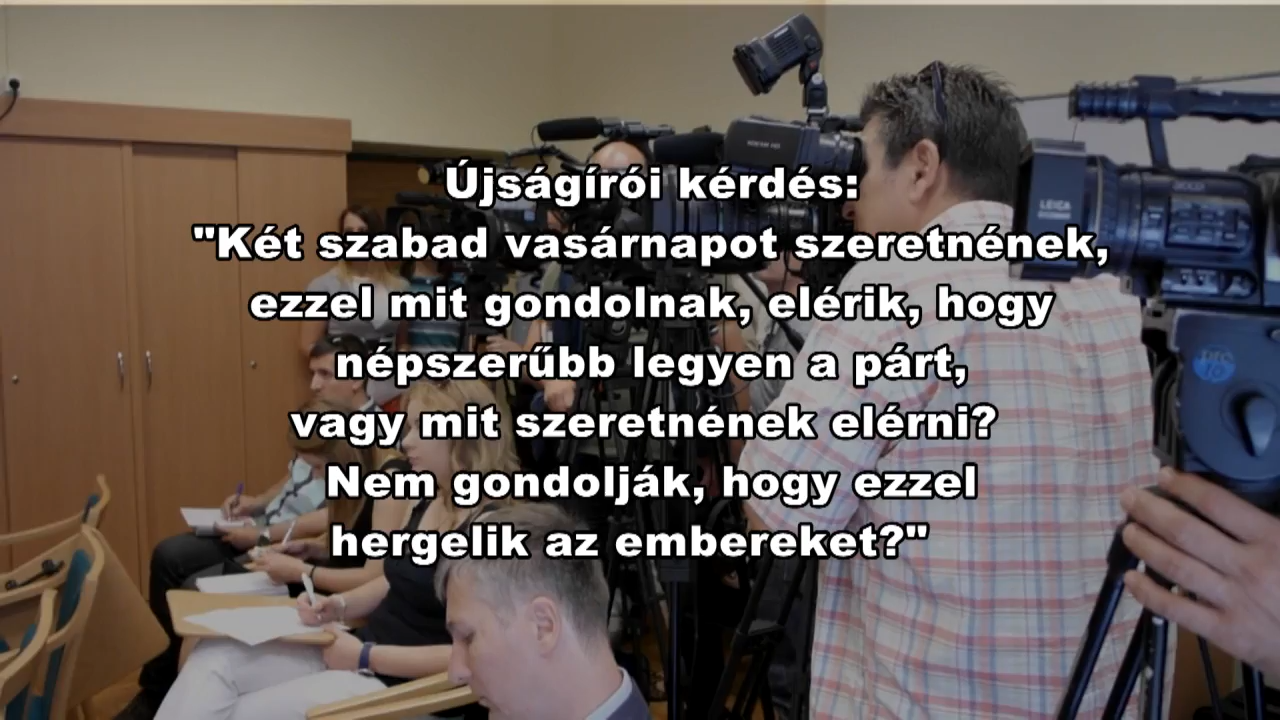 Újságírói kérdés:
"Két szabad vasárnapot szeretnének,
ezzel mit gondolnak, elérik, hogy
népszerűbb legyen a párt,
vagy mit szeretnének elérni?
Nem gondolják, hogy ezzel
hergelik az embereket?"
LEICA